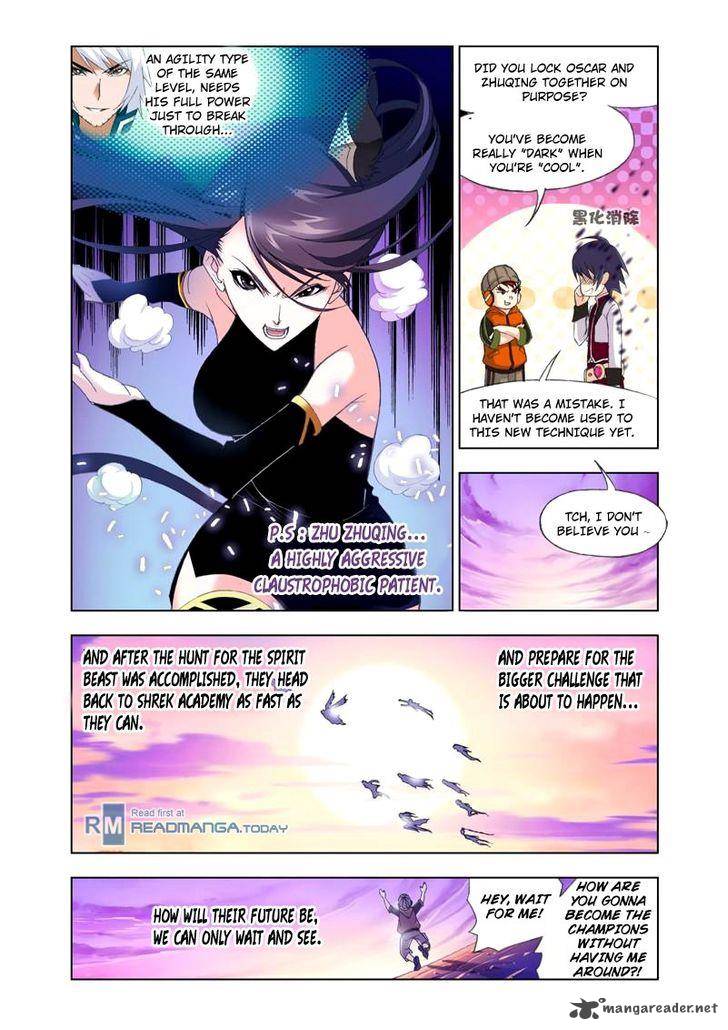 AN AGILITY TYPE
OF THE SAME
LEVEL, NEEDS
HIS FULL POWER
JUST TO BREAK
THROUGH...
P.S : ZHU ZHUQING...
A HIGHLY AGGRESSIVE
CLAUSTROPHOBIC PATIENT.
DID YOU LOCK OSCAR AND
ZHUQING TOGETHER ON
PURPOSE?
YOU'VE BECOME
REALLY "DARK" WHEN
YOU'RE "COOL".
黑化消除
THAT WAS A MISTAKE. I
HAVEN'T BECOME USED TO
THIS NEW TECHNIQUE YET.
TCH, I DON'T
BELIEVE YOU~
AND AFTER THE HUNT FOR THE SPIRIT
BEAST WAS ACCOMPLISHED, THEY HEAD
BACK TO SHREK ACADEMY AS FAST AS
THEY CAN.
AND PREPARE FOR THE
BIGGER CHALLENGE THAT
IS ABOUT TO HAPPEN...
RM
Read first at
READMANGA.TODAY
HOW WILL THEIR FUTURE BE,
WE CAN ONLY WAIT AND SEE.
HEY, WAIT
FOR ME!
HOW ARE
YOU GONNA
BECOME
THE
CHAMPIONS
WITHOUT
HAVING ME
AROUND?!
mangareader.net